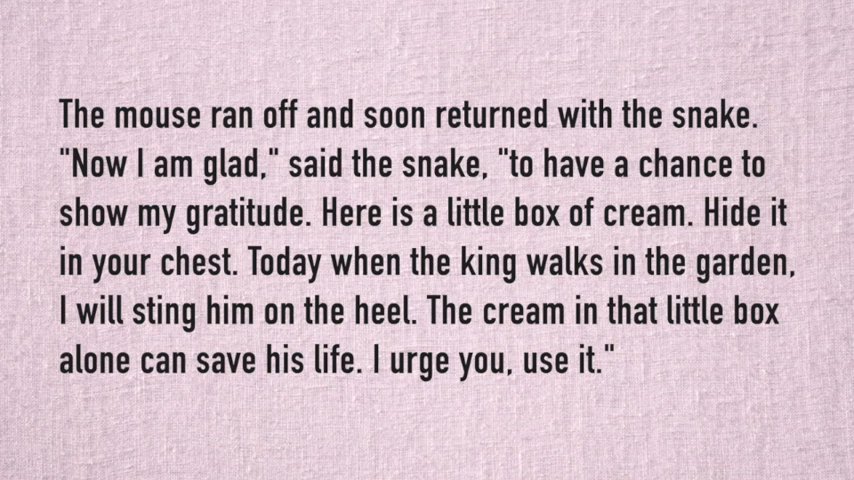 The mouse ran off and soon returned with the snake.
"Now I am glad," said the snake, "to have a chance to
show my gratitude. Here is a little box of cream. Hide it
in your chest. Today when the king walks in the garden,
I will sting him on the heel. The cream in that little box
alone can save his life. I urge you, use it."